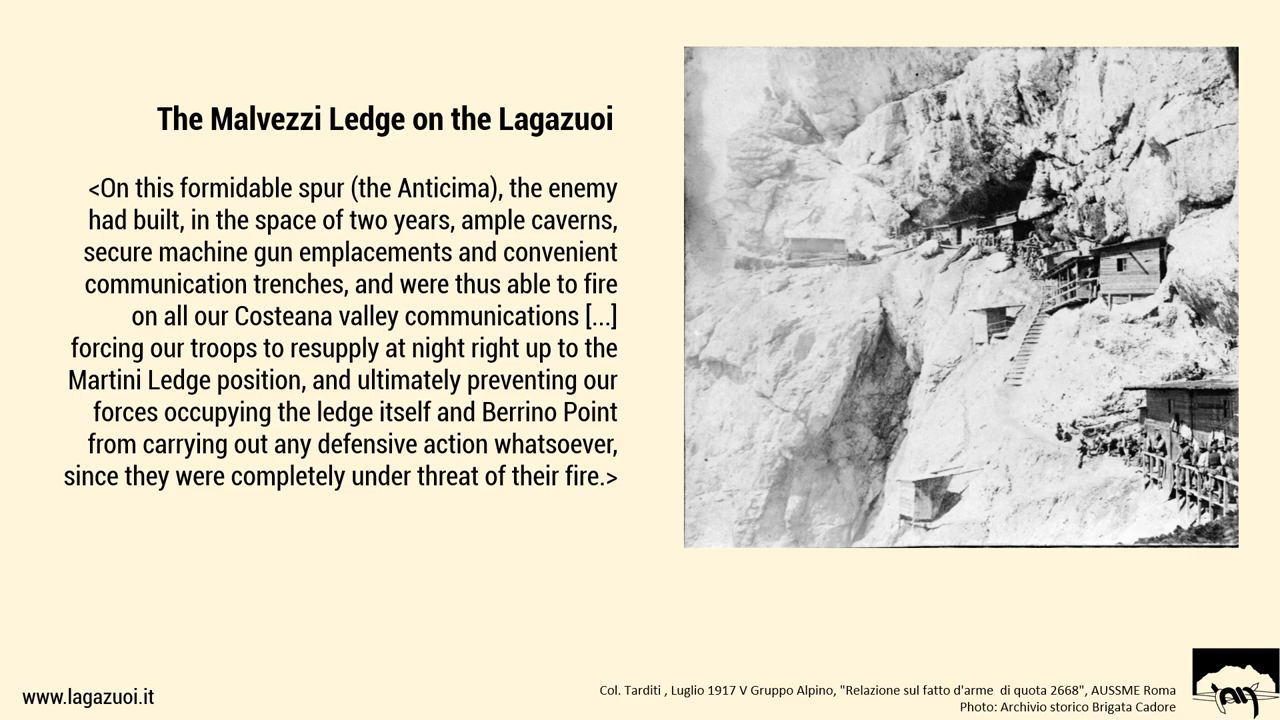 The Malvezzi Ledge on the Lagazuoi
<On this formidable spur (the Anticima), the enemy
had built, in the space of two years, ample caverns,
secure machine gun emplacements and convenient
communication trenches, and were thus able to fire
on all our Costeana valley communications [...]
forcing our troops to resupply at night right up to the
Martini Ledge position, and ultimately preventing our
forces occupying the ledge itself and Berrino Point
from carrying out any defensive action whatsoever,
since they were completely under threat of their fire.>
www.lagazuoi.it
Col. Tarditi , Luglio 1917 V Gruppo Alpino, "Relazione sul fatto d'arme  di quota 2668", AUSSME Roma
Photo: Archivio storico Brigata Cadore